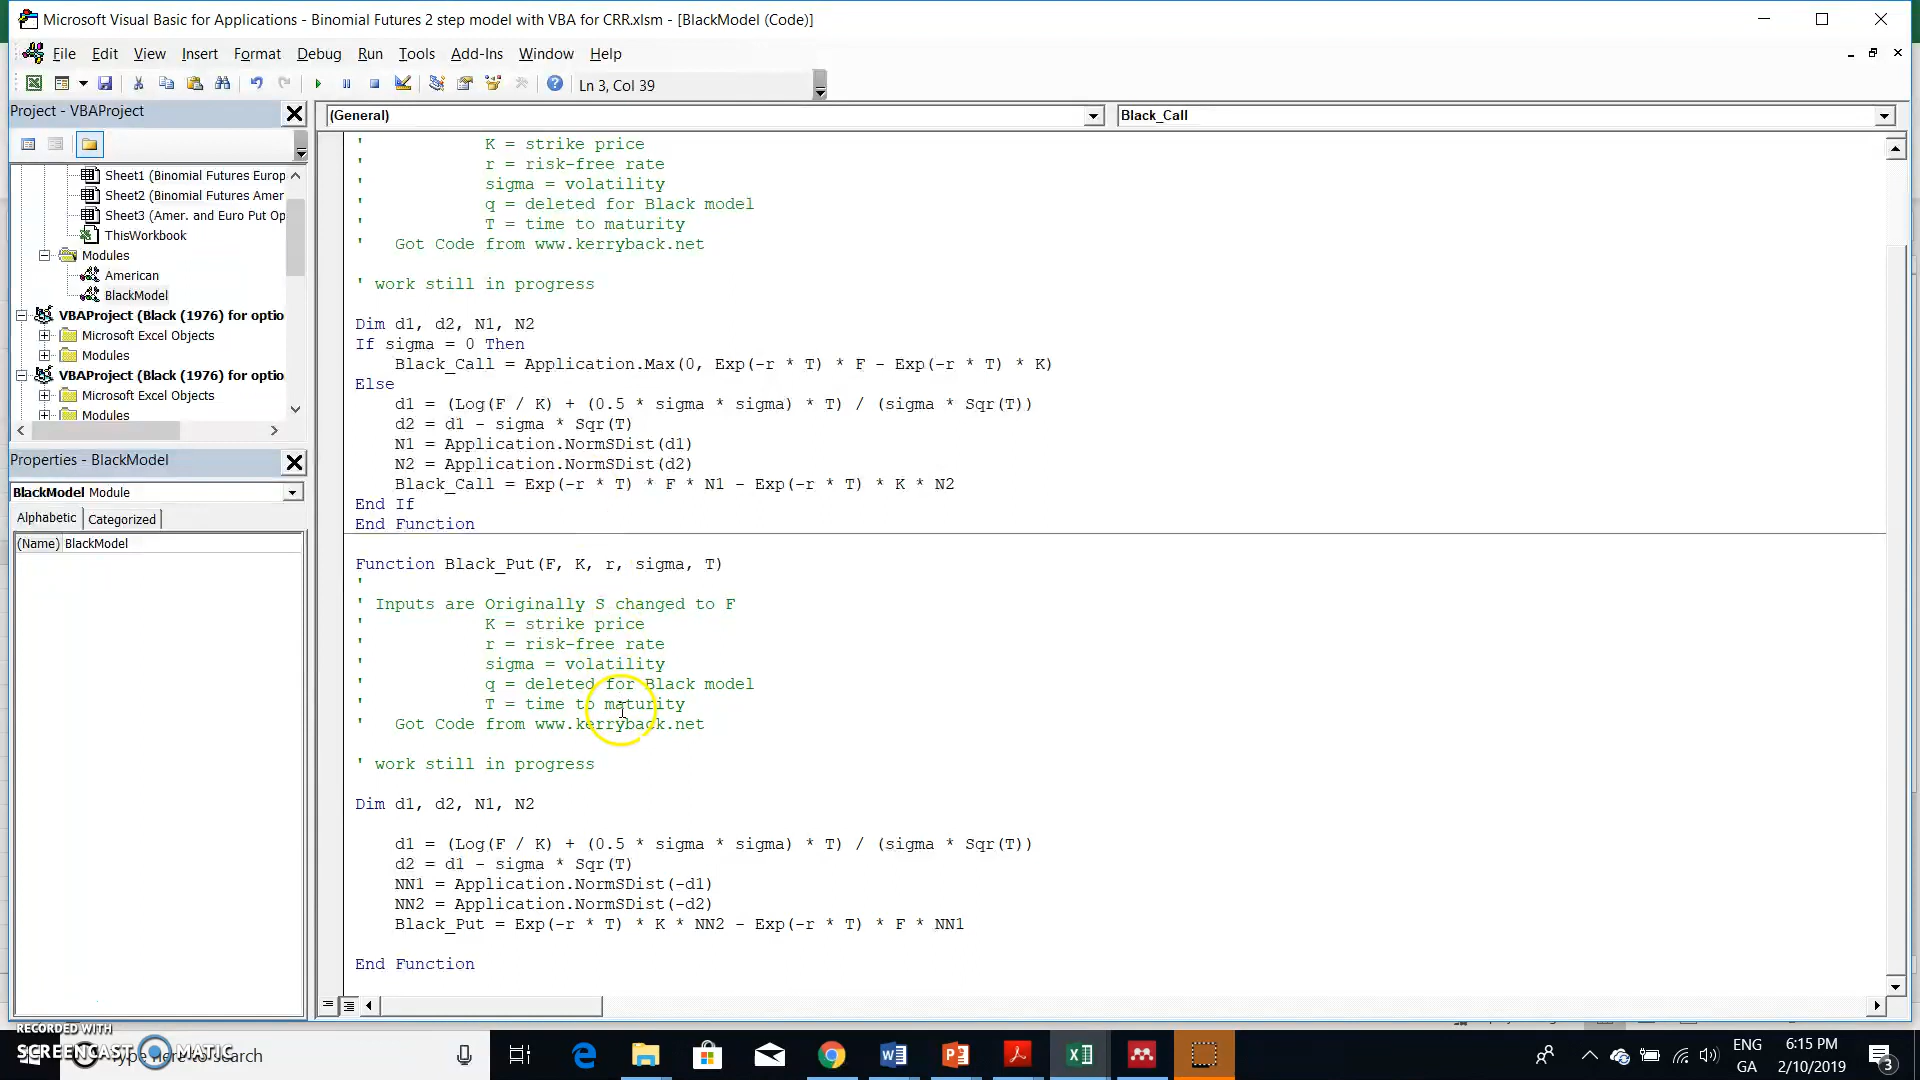 Microsoft Visual Basic for Applications - Binomial Futures 2 step model with VBA for CRR.xlsm - [BlackModel (Code)]
File Edit View Insert Format Debug Run Tools Add-Ins Window Help
Ln 3, Col 39
Project - VBAProject
(General)
Black_Call
Sheet1 (Binomial Futures Europ
Sheet2 (Binomial Futures Amer
Sheet3 (Amer. and Euro Put Op
ThisWorkbook
Modules
American
BlackModel
VBAProject (Black (1976) for optio
Microsoft Excel Objects
Modules
VBAProject (Black (1976) for optio
Microsoft Excel Objects
Modules
Properties - BlackModel
BlackModel Module
Alphabetic Categorized
(Name) BlackModel
' K = strike price
' r = risk-free rate
' sigma = volatility
' q = deleted for Black model
' T = time to maturity
' Got Code from www.kerryback.net
' work still in progress
Dim d1, d2, N1, N2
If sigma = 0 Then
Black_Call = Application.Max(0, Exp(-r * T) * F - Exp(-r * T) * K)
Else
d1 = (Log(F / K) + (0.5 * sigma * sigma) * T) / (sigma * Sqr(T))
d2 = d1 - sigma * Sqr(T)
N1 = Application.NormSDist(d1)
N2 = Application.NormSDist(d2)
Black_Call = Exp(-r * T) * F * N1 - Exp(-r * T) * K * N2
End If
End Function
Function Black_Put(F, K, r, sigma, T)
'
' Inputs are Originally S changed to F
' K = strike price
' r = risk-free rate
' sigma = volatility
' q = deleted for Black model
' T = time to maturity
' Got Code from www.kerryback.net
' work still in progress
Dim d1, d2, N1, N2
d1 = (Log(F / K) + (0.5 * sigma * sigma) * T) / (sigma * Sqr(T))
d2 = d1 - sigma * Sqr(T)
NN1 = Application.NormSDist(-d1)
NN2 = Application.NormSDist(-d2)
Black_Put = Exp(-r * T) * K * NN2 - Exp(-r * T) * F * NN1
End Function
RECORDED WITH
SCREENCAST MATIC
Type here to search
ENG
GA
6:15 PM
2/10/2019
3